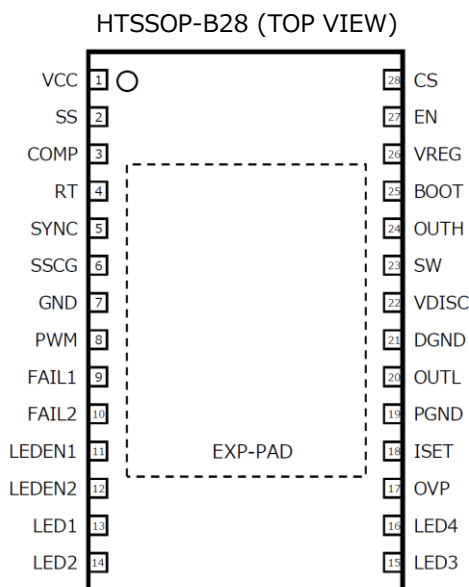 HTSSOP-B28 (TOP VIEW)
VCC 1 28 CS
SS 2 27 EN
COMP 3 26 VREG
RT 4 25 BOOT
SYNC 5 24 OUTH
SSCG 6 23 SW
GND 7 22 VDISC
PWM 8 21 DGND
FAIL1 9 20 OUTL
FAIL2 10 19 PGND
LEDEN1 11 EXP-PAD 18 ISET
LEDEN2 12 17 OVP
LED1 13 16 LED4
LED2 14 15 LED3